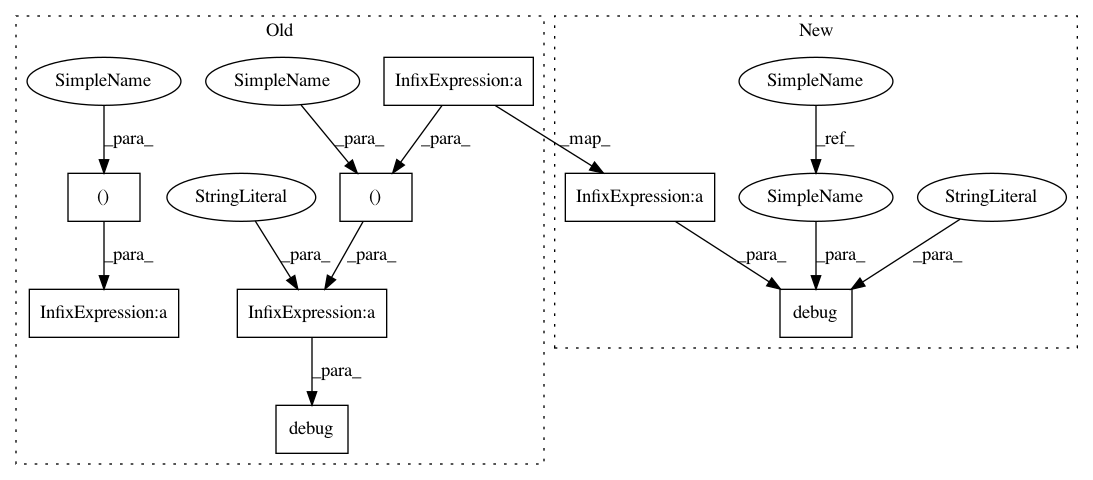 Old
New
SimpleName
SimpleName
InfixExpression:a
SimpleName
_para_
_para_
_para_
_map_
_ref_
()
StringLiteral
()
InfixExpression:a
SimpleName
StringLiteral
_para_
_para_
_para_
_para_
_para_
_para_
InfixExpression:a
InfixExpression:a
debug
_para_
debug